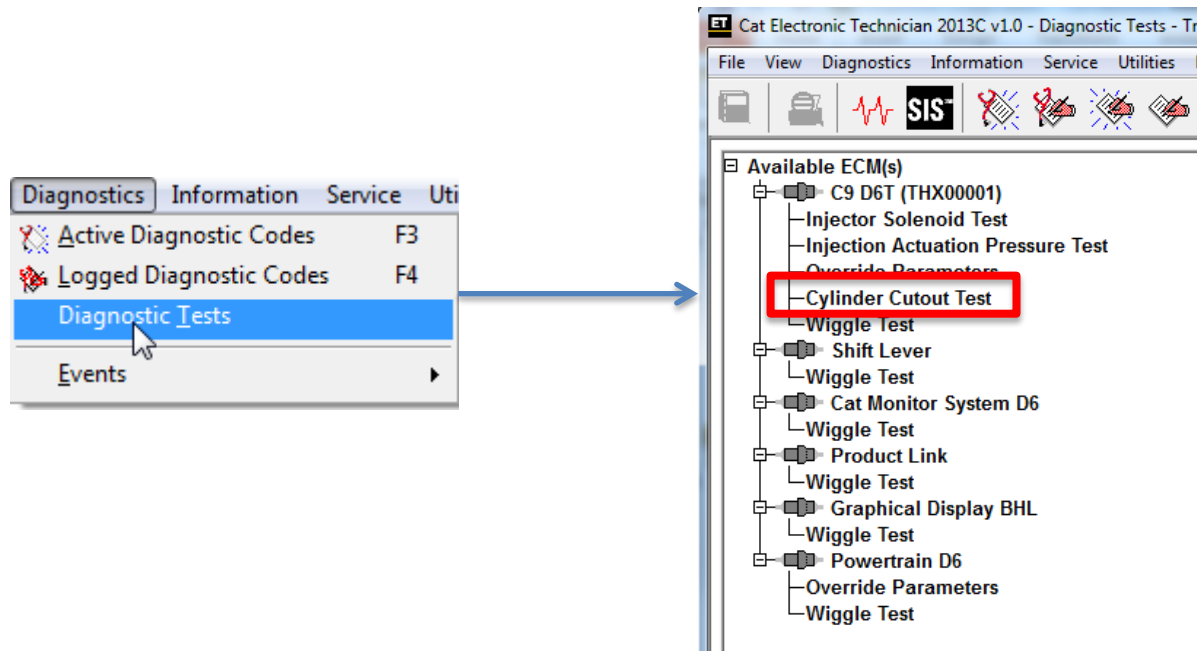 Diagnostics Information Service Uti
Active Diagnostic Codes F3
Logged Diagnostic Codes F4
Diagnostic Tests
Events
ET Cat Electronic Technician 2013C v1.0 - Diagnostic Tests - Tr
File View Diagnostics Information Service Utilities
SIS
Available ECM(s)
C9 D6T (THX00001)
Injector Solenoid Test
Injection Actuation Pressure Test
Override Parameters
Cylinder Cutout Test
Wiggle Test
Shift Lever
Wiggle Test
Cat Monitor System D6
Wiggle Test
Product Link
Wiggle Test
Graphical Display BHL
Wiggle Test
Powertrain D6
Override Parameters
Wiggle Test